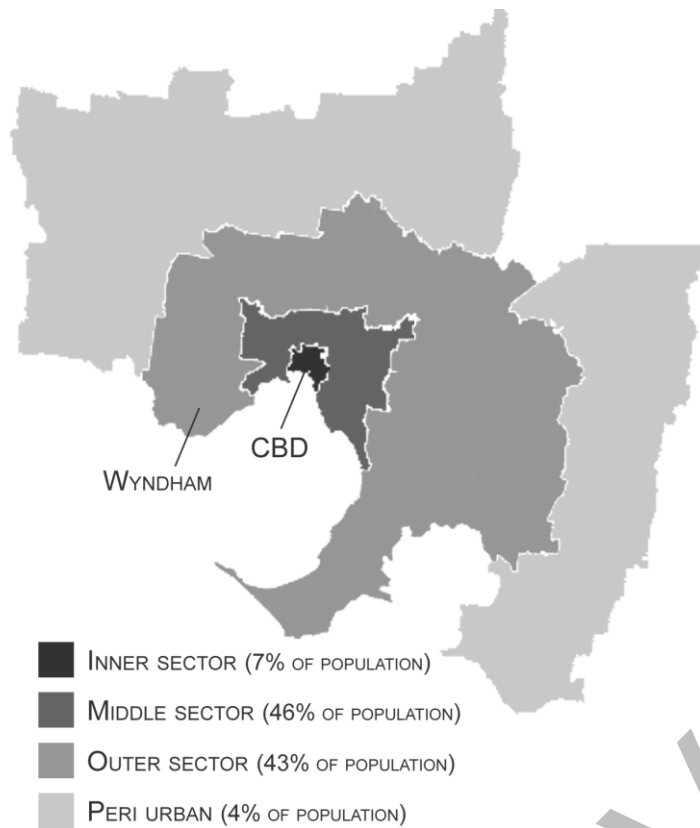 CBD
WYNDHAM
INNER SECTOR (7% OF POPULATION)
MIDDLE SECTOR (46% OF POPULATION)
OUTER SECTOR (43% OF POPULATION)
PERI URBAN (4% OF POPULATION)